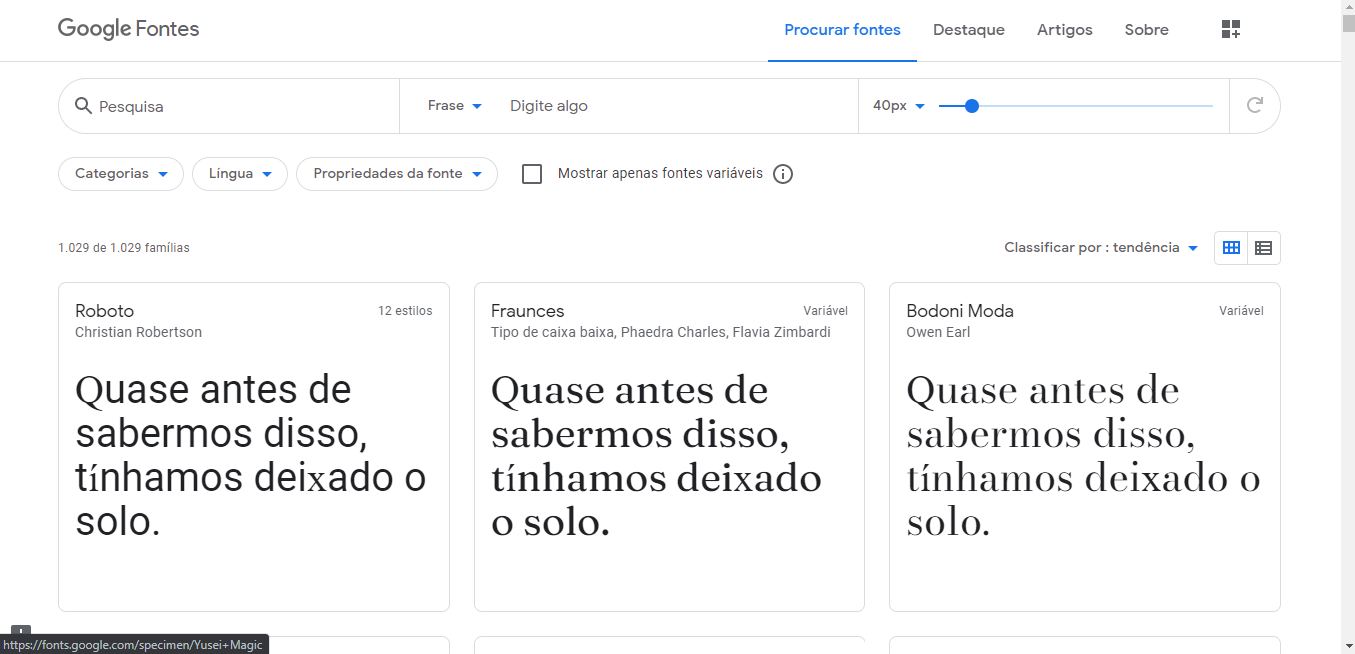 Google Fontes
Procurar fontes
Destaque
Artigos
Sobre
Pesquisa
Frase
Digite algo
40px
Categorias
Língua
Propriedades da fonte
Mostrar apenas fontes variáveis
1.029 de 1.029 famílias
Classificar por : tendência
Roboto
12 estilos
Christian Robertson
Quase antes de
sabermos disso,
tínhamos deixado o
solo.
Fraunces
Variável
Tipo de caixa baixa, Phaedra Charles, Flavia Zimbardi
Quase antes de
sabermos disso,
tínhamos deixado
o solo.
Bodoni Moda
Variável
Owen Earl
Quase antes de
sabermos disso,
tínhamos deixado o
solo.
https://fonts.google.com/specimen/Yusei+Magic